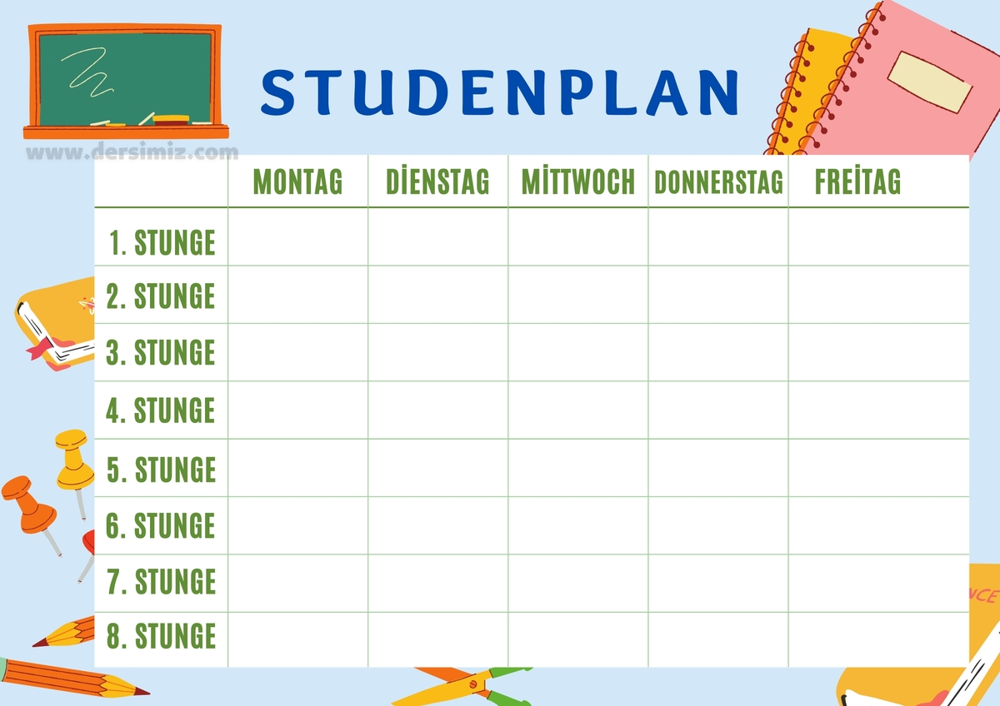 STUDENPLAN
www.dersimiz.com
MONTAG DİENSTAG MİTTWOCH DONNERSTAG FREİTAG
1. STUNGE
2. STUNGE
3. STUNGE
4. STUNGE
5. STUNGE
6. STUNGE
7. STUNGE
8. STUNGE